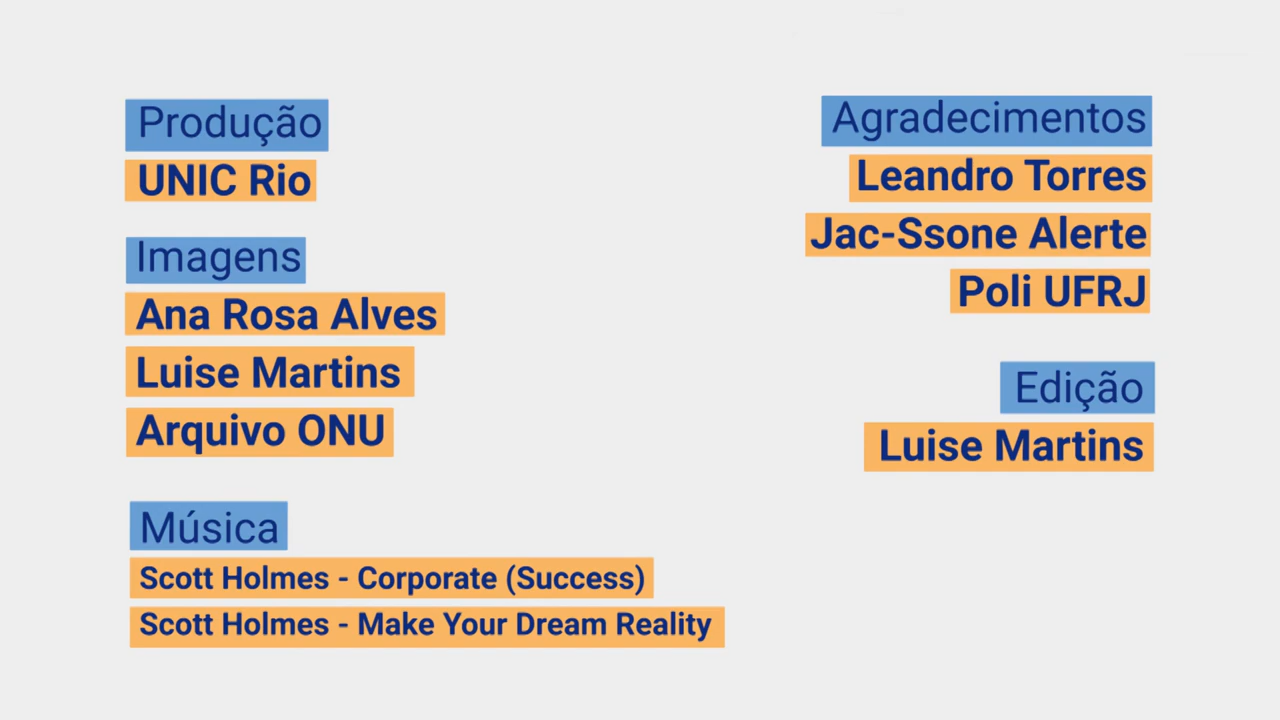 Produção
UNIC Rio
Imagens
Ana Rosa Alves
Luise Martins
Arquivo ONU
Música
Scott Holmes - Corporate (Success)
Scott Holmes - Make Your Dream Reality
Agradecimentos
Leandro Torres
Jac-Ssone Alerte
Poli UFRJ
Edição
Luise Martins